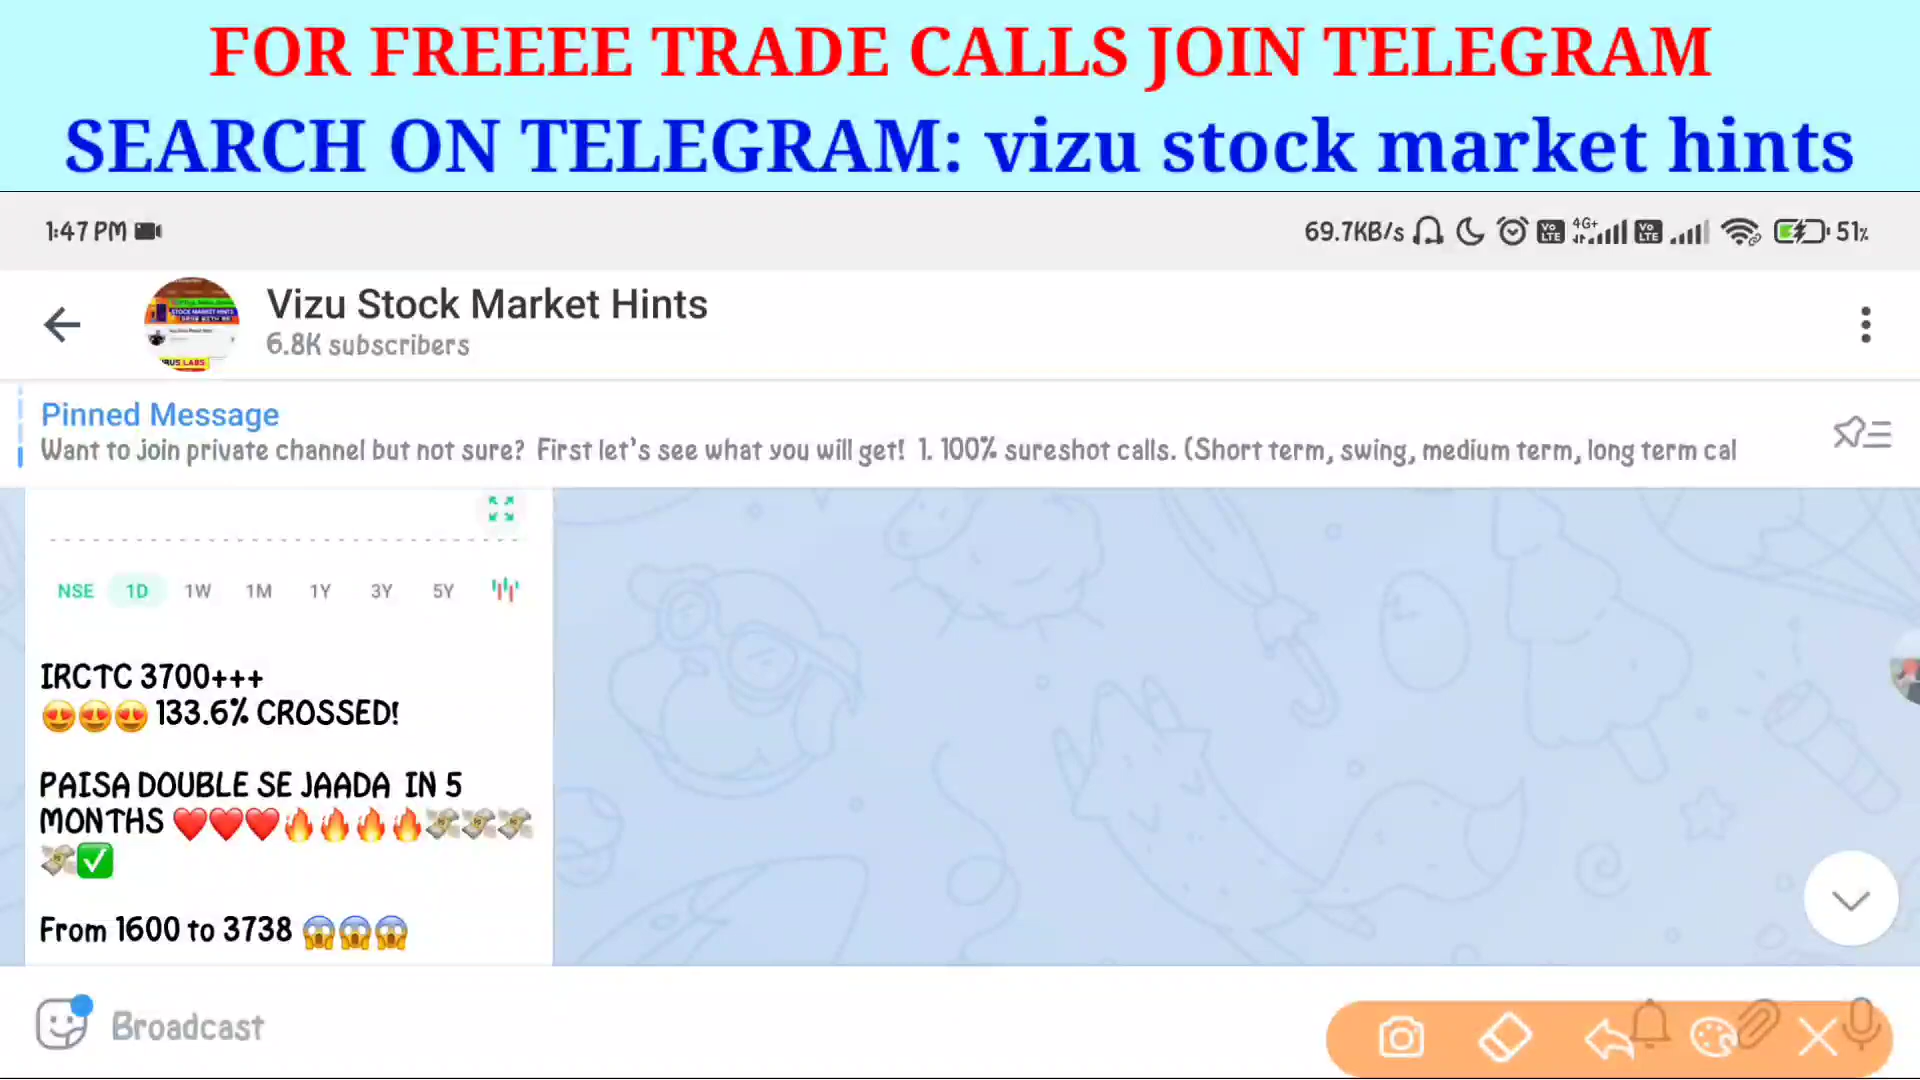 FOR FREEEE TRADE CALLS JOIN TELEGRAM
SEARCH ON TELEGRAM: vizu stock market hints
1:47 PM
69.7KB/s 4G+ 51%
Vizu Stock Market Hints
6.8K subscribers
Pinned Message
Want to join private channel but not sure? First let's see what you will get! 1. 100% sureshot calls. (Short term, swing, medium term, long term cal
NSE 1D 1W 1M 1Y 3Y 5Y
IRCTC 3700+++
😍😍😍 133.6% CROSSED!
PAISA DOUBLE SE JAADA IN 5
MONTHS ❤️❤️❤️🔥🔥🔥🔥💸💸💸
💸✅
From 1600 to 3738 😱😱😱
Broadcast